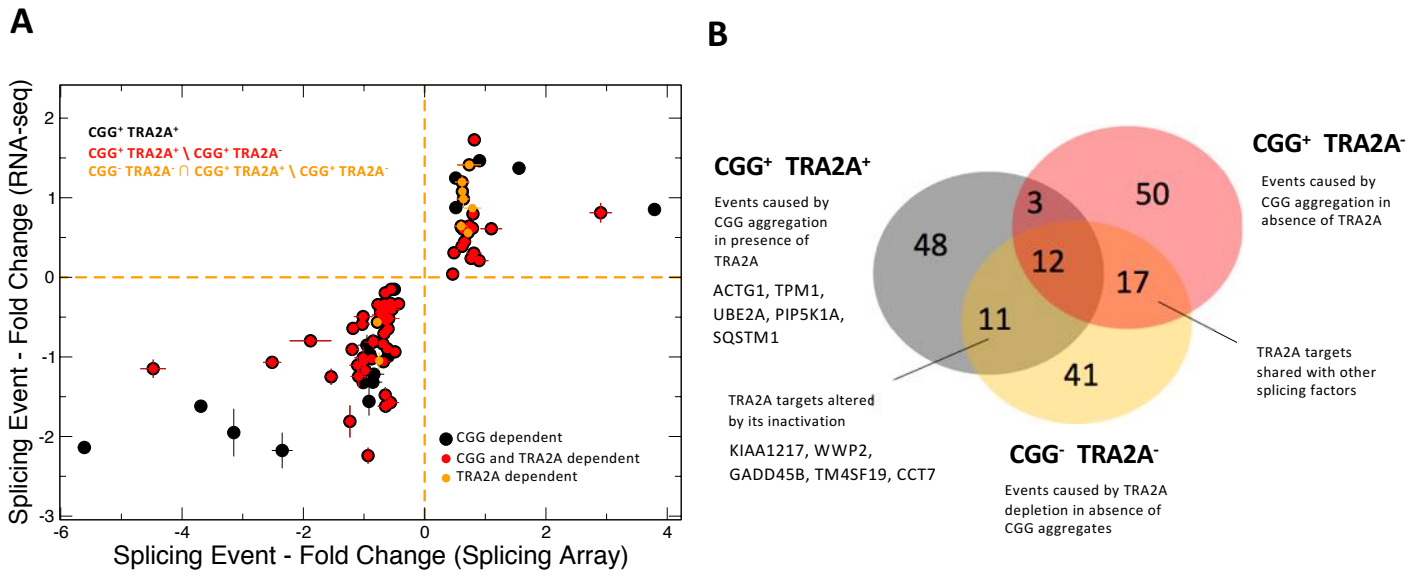 A
Splicing Event - Fold Change (RNA-seq)
2
1
0
-1
-2
-3
-6
-4
-2
0
2
4
Splicing Event - Fold Change (Splicing Array)
CGG⁺ TRA2A⁺
CGG⁺ TRA2A⁺ \ CGG⁺ TRA2A⁻
CGG⁻ TRA2A⁻ ∩ CGG⁺ TRA2A⁺ \ CGG⁺ TRA2A⁻
CGG dependent
CGG and TRA2A dependent
TRA2A dependent
B
CGG⁺ TRA2A⁺
Events caused by
CGG aggregation
in presence of
TRA2A
ACTG1, TPM1,
UBE2A, PIP5K1A,
SQSTM1
TRA2A targets altered
by its inactivation
KIAA1217, WWP2,
GADD45B, TM4SF19, CCT7
48
3
50
12
17
11
41
CGG⁺ TRA2A⁻
Events caused by
CGG aggregation in
absence of TRA2A
TRA2A targets
shared with other
splicing factors
CGG⁻ TRA2A⁻
Events caused by TRA2A
depletion in absence of
CGG aggregates